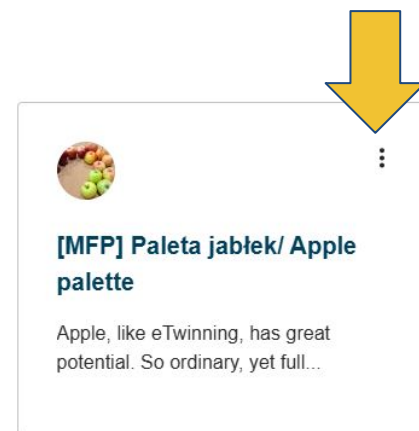 [MFP] Paleta jabłek/ Apple
palette
Apple, like eTwinning, has great
potential. So ordinary, yet full...